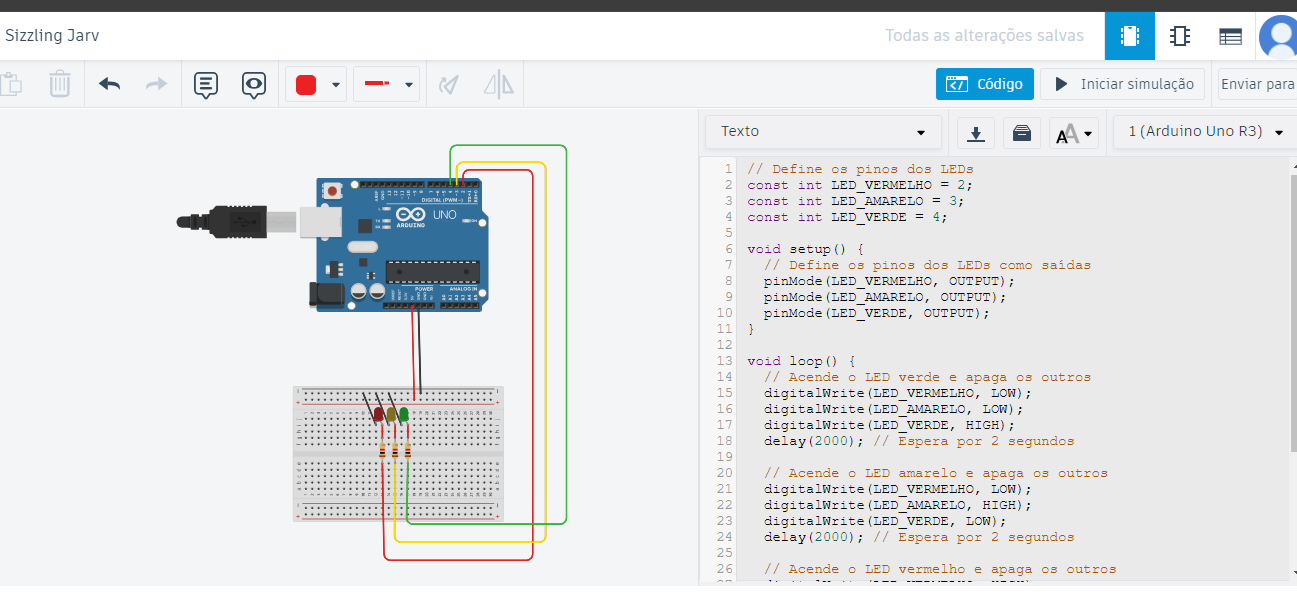 Sizzling Jarv
Todas as alterações salvas
Código
Iniciar simulação
Enviar para
Texto
1 (Arduino Uno R3)
1 // Define os pinos dos LEDs
2 const int LED_VERMELHO = 2;
3 const int LED_AMARELO = 3;
4 const int LED_VERDE = 4;
5
6 void setup() {
7 // Define os pinos dos LEDs como saídas
8 pinMode(LED_VERMELHO, OUTPUT);
9 pinMode(LED_AMARELO, OUTPUT);
10 pinMode(LED_VERDE, OUTPUT);
11 }
12
13 void loop() {
14 // Acende o LED verde e apaga os outros
15 digitalWrite(LED_VERMELHO, LOW);
16 digitalWrite(LED_AMARELO, LOW);
17 digitalWrite(LED_VERDE, HIGH);
18 delay(2000); // Espera por 2 segundos
19
20 // Acende o LED amarelo e apaga os outros
21 digitalWrite(LED_VERMELHO, LOW);
22 digitalWrite(LED_AMARELO, HIGH);
23 digitalWrite(LED_VERDE, LOW);
24 delay(2000); // Espera por 2 segundos
25
26 // Acende o LED vermelho e apaga os outros
DIGITAL (PWM~)
UNO
ARDUINO
POWER
ANALOG IN